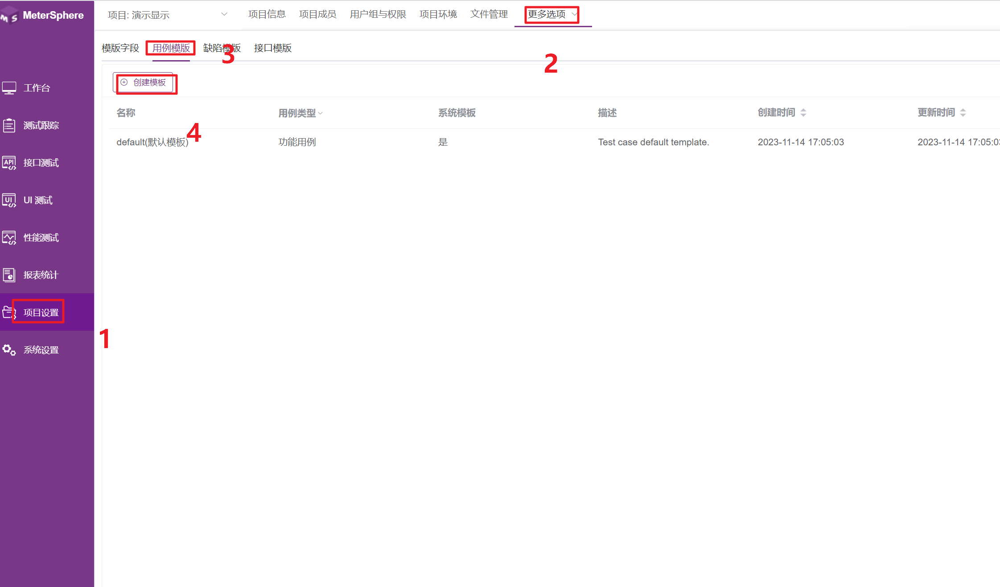 MeterSphere
项目: 演示显示
项目信息
项目成员
用户组与权限
项目环境
文件管理
更多选项
模版字段
用例模版
缺陷模版
接口模版
3
2
创建模板
工作台
测试跟踪
API
接口测试
UI
UI 测试
性能测试
报表统计
项目设置
1
系统设置
名称
用例类型
系统模板
描述
创建时间
更新时间
4
default(默认模板)
功能用例
是
Test case default template.
2023-11-14 17:05:03
2023-11-14 17:05:03